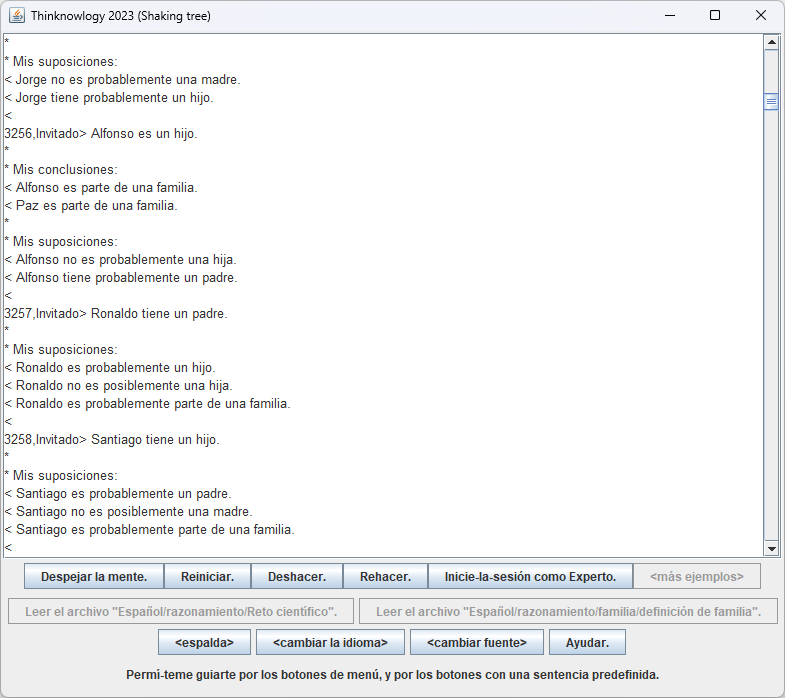 Thinknowlogy 2023 (Shaking tree)
*
* Mis suposiciones:
< Jorge no es probablemente una madre.
< Jorge tiene probablemente un hijo.
<
3256,Invitado> Alfonso es un hijo.
*
* Mis conclusiones:
< Alfonso es parte de una familia.
< Paz es parte de una familia.
*
* Mis suposiciones:
< Alfonso no es probablemente una hija.
< Alfonso tiene probablemente un padre.
<
3257,Invitado> Ronaldo tiene un padre.
*
* Mis suposiciones:
< Ronaldo es probablemente un hijo.
< Ronaldo no es posiblemente una hija.
< Ronaldo es probablemente parte de una familia.
<
3258,Invitado> Santiago tiene un hijo.
*
* Mis suposiciones:
< Santiago es probablemente un padre.
< Santiago no es posiblemente una madre.
< Santiago es probablemente parte de una familia.
<
Despejar la mente. Reiniciar. Deshacer. Rehacer. Inicie-la-sesión como Experto. <más ejemplos>
Leer el archivo "Español/razonamiento/Reto científico". Leer el archivo "Español/razonamiento/familia/definición de familia".
<espalda> <cambiar la idioma> <cambiar fuente> Ayudar.
Permí-teme guiarte por los botones de menú, y por los botones con una sentencia predefinida.